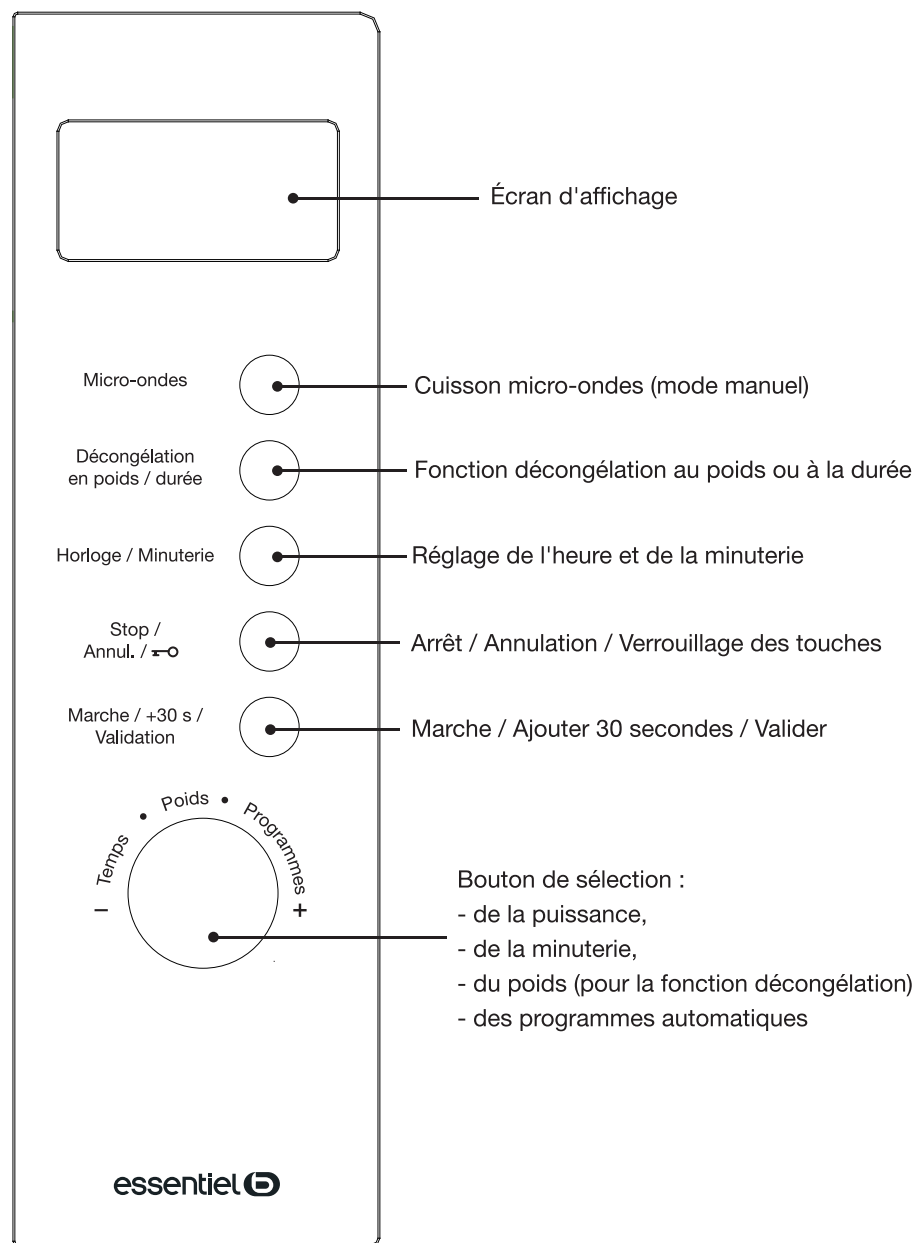 Écran d'affichage
Micro-ondes
Cuisson micro-ondes (mode manuel)
Décongélation
en poids / durée
Fonction décongélation au poids ou à la durée
Horloge / Minuterie
Réglage de l'heure et de la minuterie
Stop /
Annul. /
Arrêt / Annulation / Verrouillage des touches
Marche / +30 s /
Validation
Marche / Ajouter 30 secondes / Valider
– Temps • Poids • Programmes +
Bouton de sélection :
- de la puissance,
- de la minuterie,
- du poids (pour la fonction décongélation)
- des programmes automatiques
essentiel b